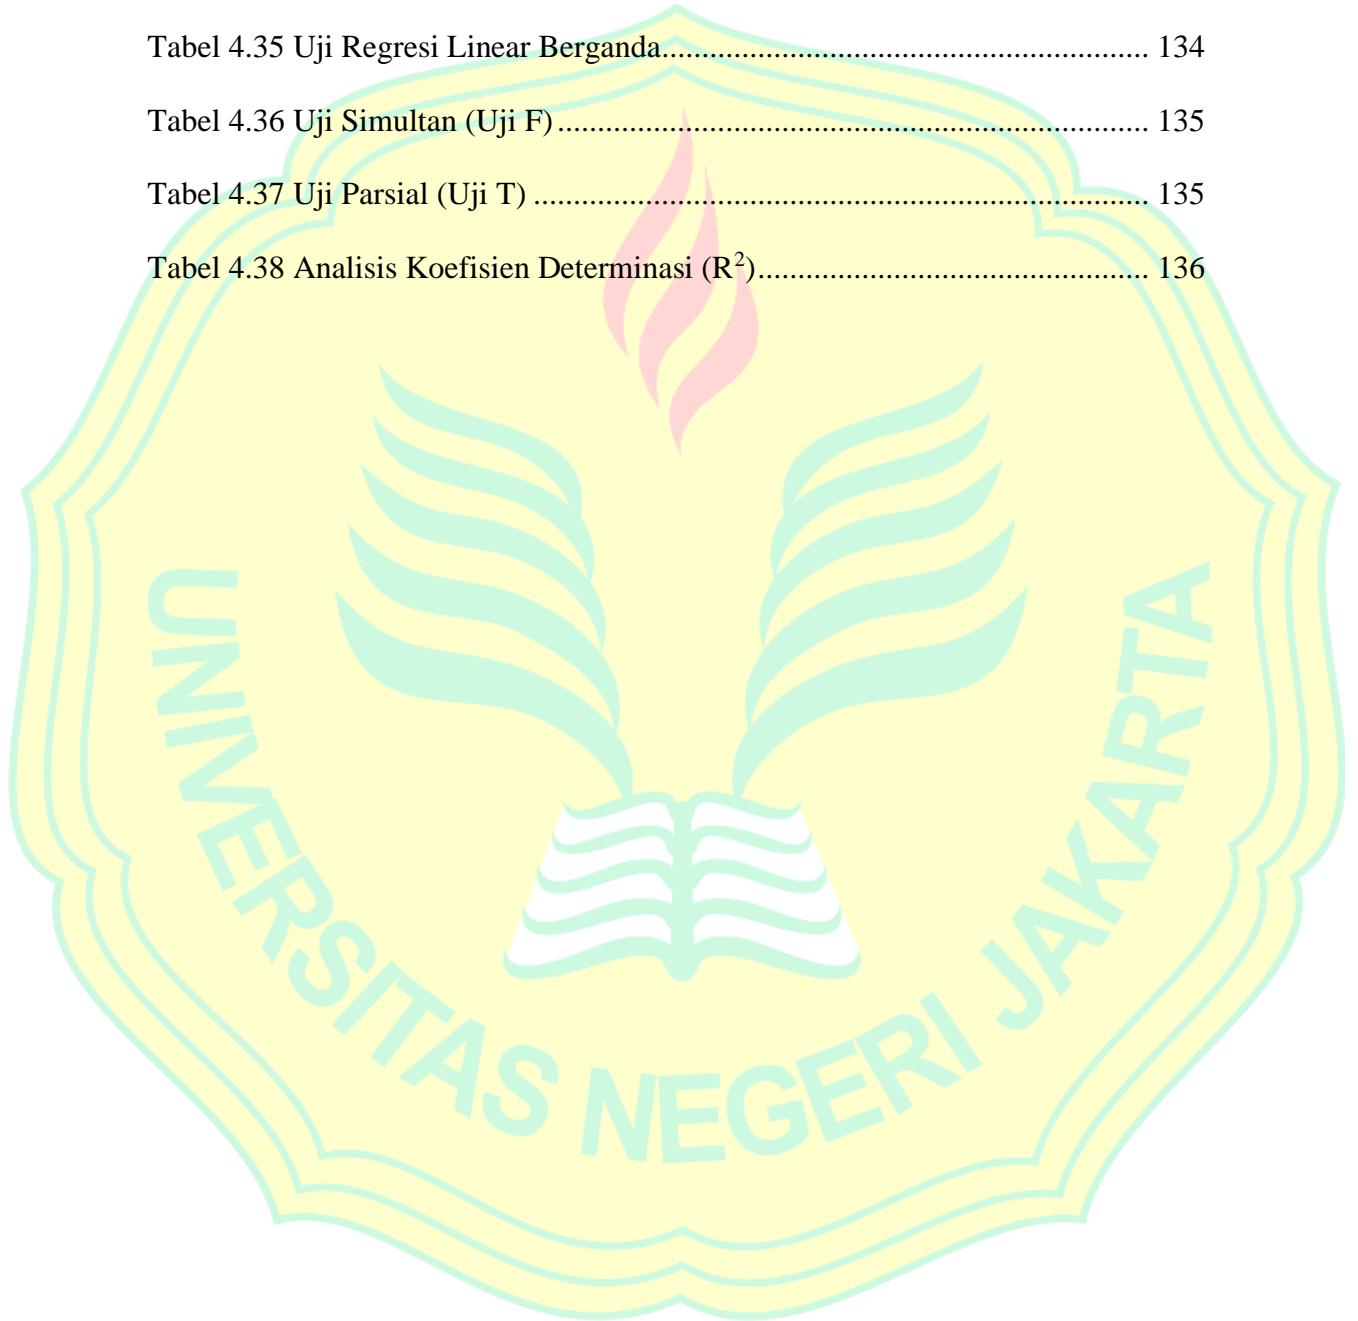 Tabel 4.35 Uji Regresi Linear Berganda.............................................................. 134
Tabel 4.36 Uji Simultan (Uji F)........................................................................... 135
Tabel 4.37 Uji Parsial (Uji T) .............................................................................. 135
Tabel 4.38 Analisis Koefisien Determinasi (R²)................................................. 136
UNIVERSITAS NEGERI JAKARTA